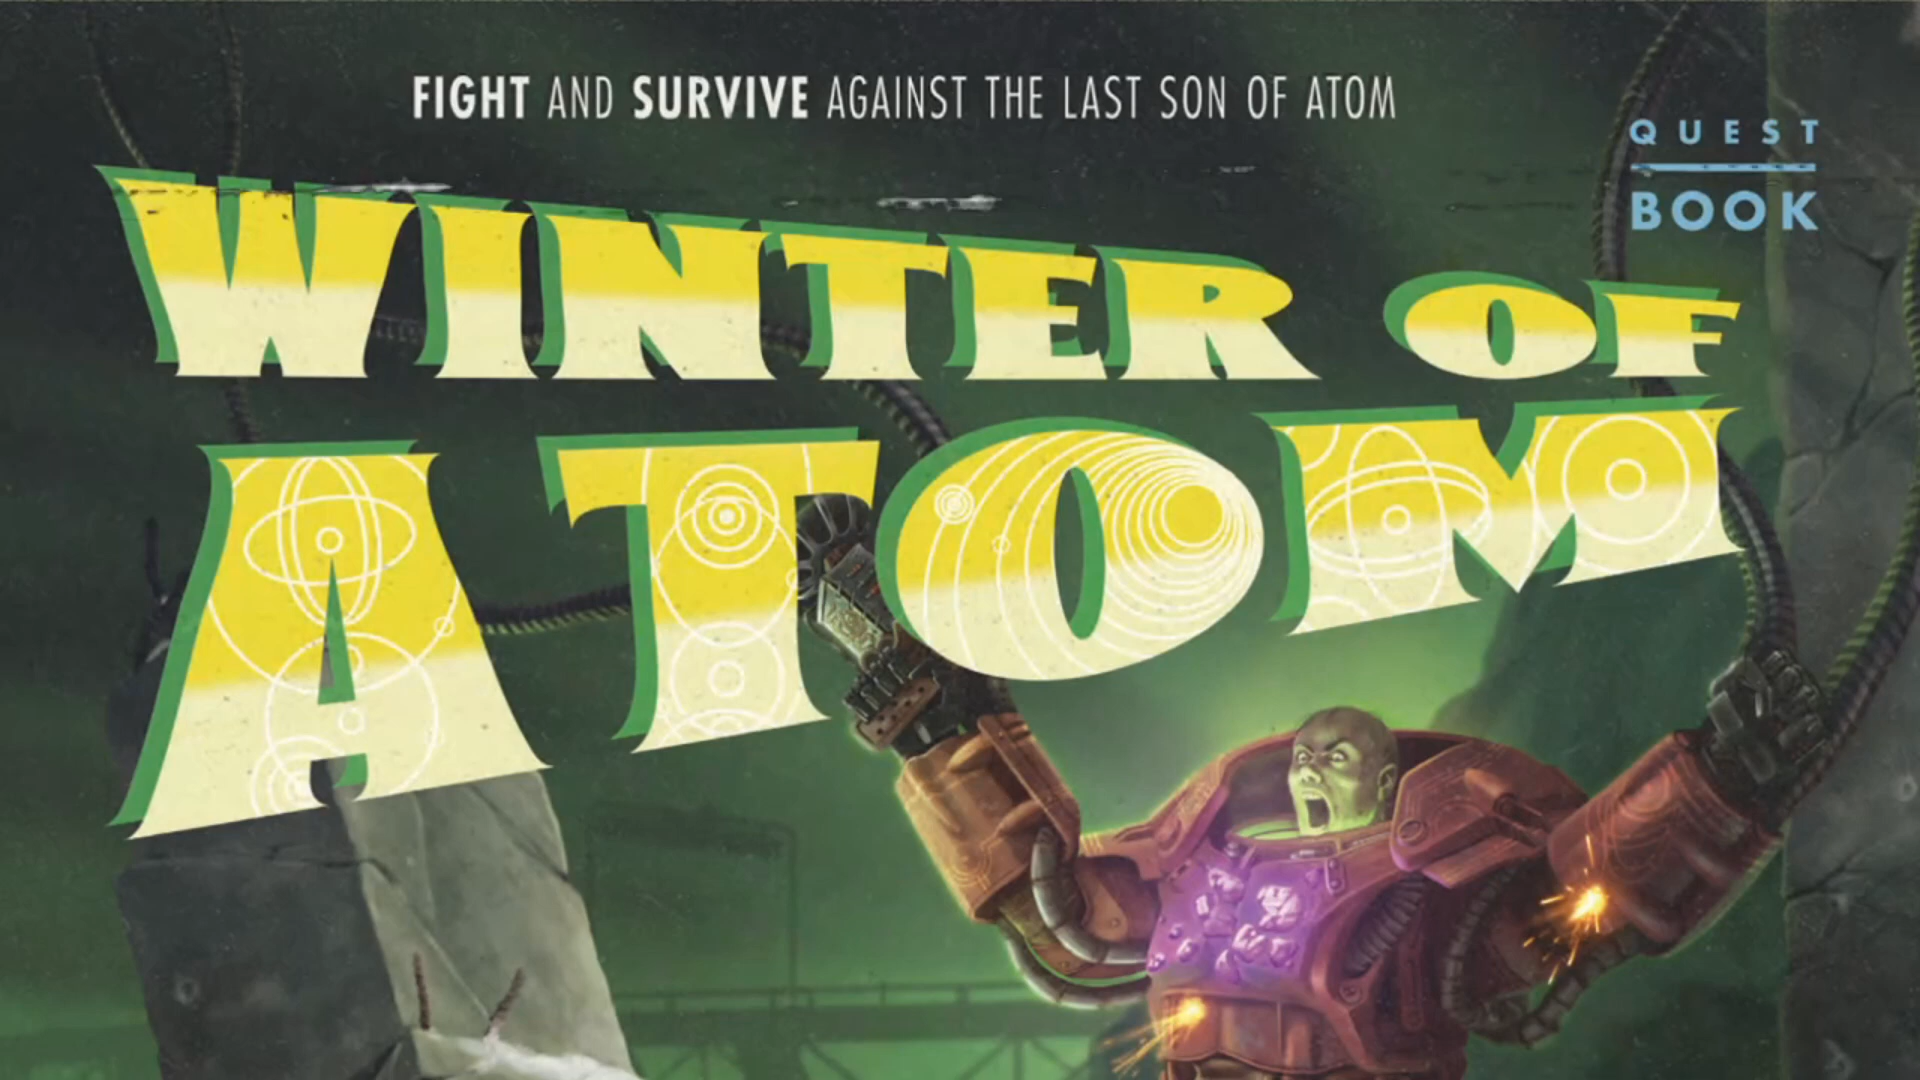 FIGHT AND SURVIVE AGAINST THE LAST SON OF ATOM
QUEST
BOOK
WINTER OF
ATOM